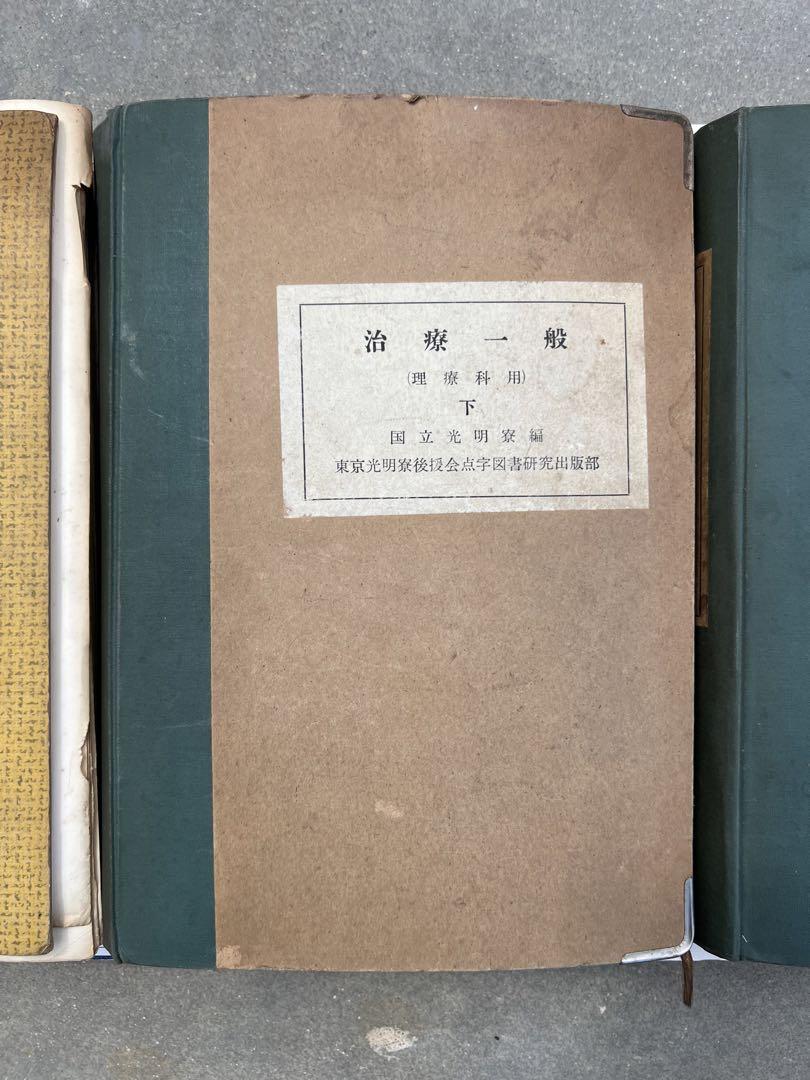 治療一般
(理療科用)
下
国立光明寮編
東京光明寮後援会点字図書研究出版部